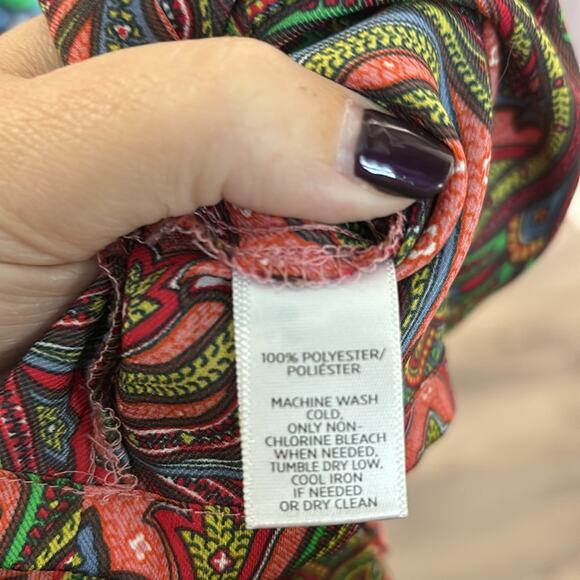 100% POLYESTER/
POLIÉSTER
MACHINE WASH
COLD,
ONLY NON-
CHLORINE BLEACH
WHEN NEEDED,
TUMBLE DRY LOW,
COOL IRON
IF NEEDED
OR DRY CLEAN